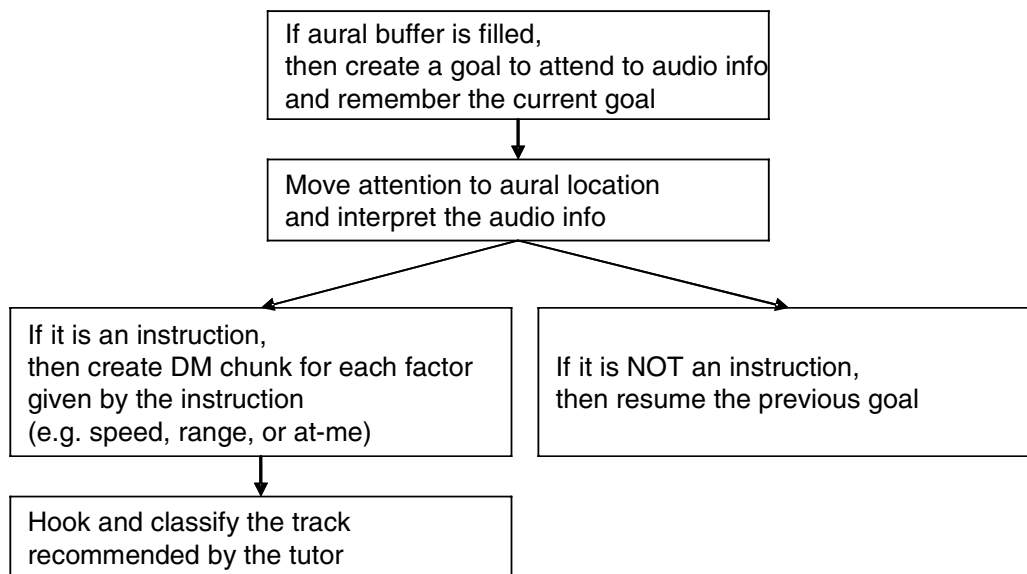 If aural buffer is filled,
then create a goal to attend to audio info
and remember the current goal
Move attention to aural location
and interpret the audio info
If it is an instruction,
then create DM chunk for each factor
given by the instruction
(e.g. speed, range, or at-me)
If it is NOT an instruction,
then resume the previous goal
Hook and classify the track
recommended by the tutor